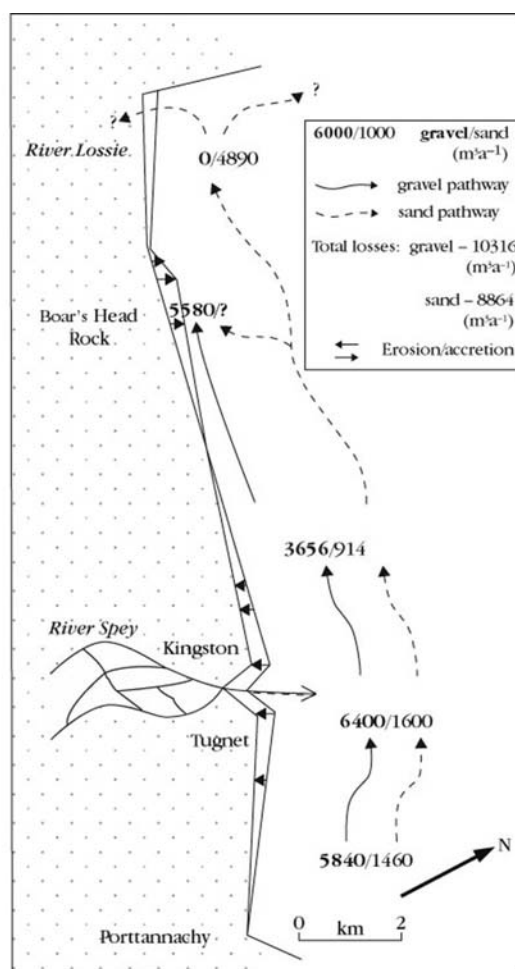 ?
?
River Lossie
0/4890
6000/1000 gravel/sand
(m³a⁻¹)
gravel pathway
sand pathway
Total losses: gravel – 10316
(m³a⁻¹)
sand – 8864
(m³a⁻¹)
Erosion/accretion
Boar's Head
Rock
5580/?
3656/914
River Spey
Kingston
6400/1600
Tugnet
N
5840/1460
0 2
km
Porttannachy